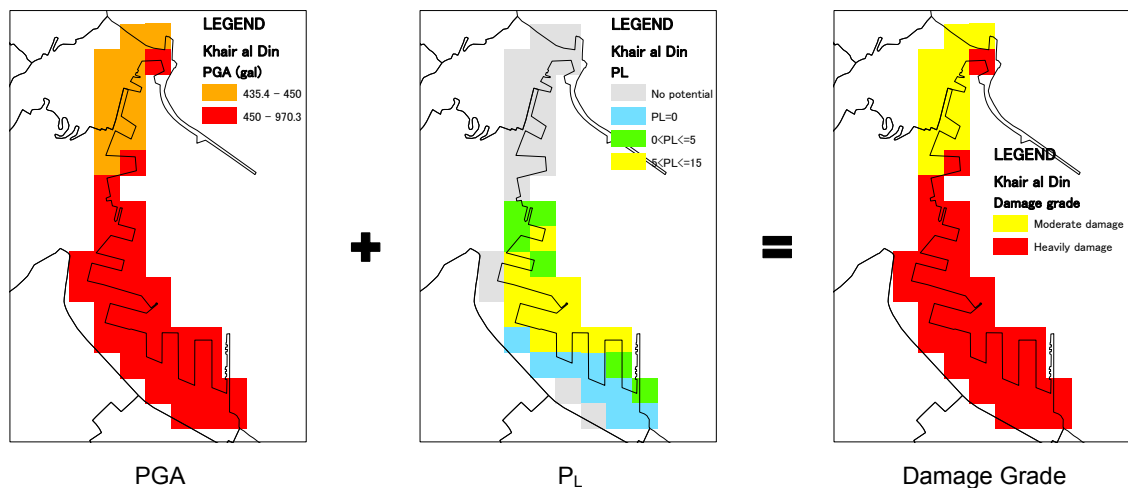 LEGEND
Khair al Din
PGA (gal)
435.4 - 450
450 - 970.3
LEGEND
Khair al Din
PL
No potential
PL=0
0<PL<=5
5<PL<=15
LEGEND
Khair al Din
Damage grade
Moderate damage
Heavily damage
+
=
PGA
PL
Damage Grade